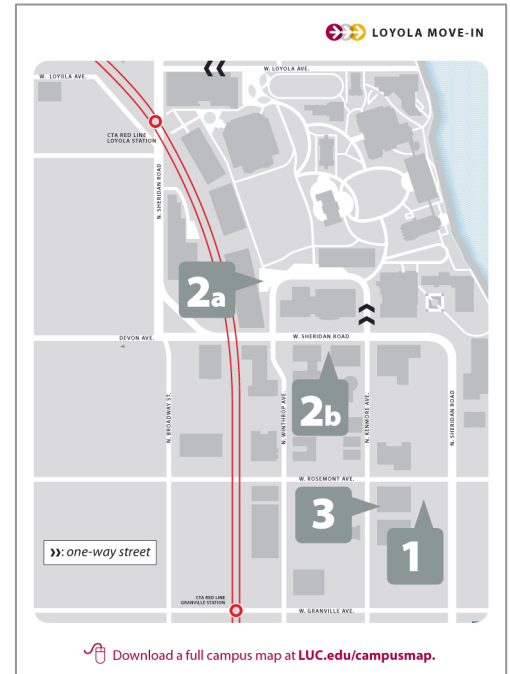 LOYOLA MOVE-IN
W. LOYOLA AVE.
W. LOYOLA AVE.
CTA RED LINE
LOYOLA STATION
N. SHERIDAN ROAD
2a
DEVON AVE.
W. SHERIDAN ROAD
2b
N. BROADWAY ST.
N. WINTHROP AVE.
N. KENMORE AVE.
N. SHERIDAN ROAD
W. ROSEMONT AVE.
3
1
: one-way street
CTA RED LINE
GRANVILLE STATION
W. GRANVILLE AVE.
Download a full campus map at LUC.edu/campusmap.